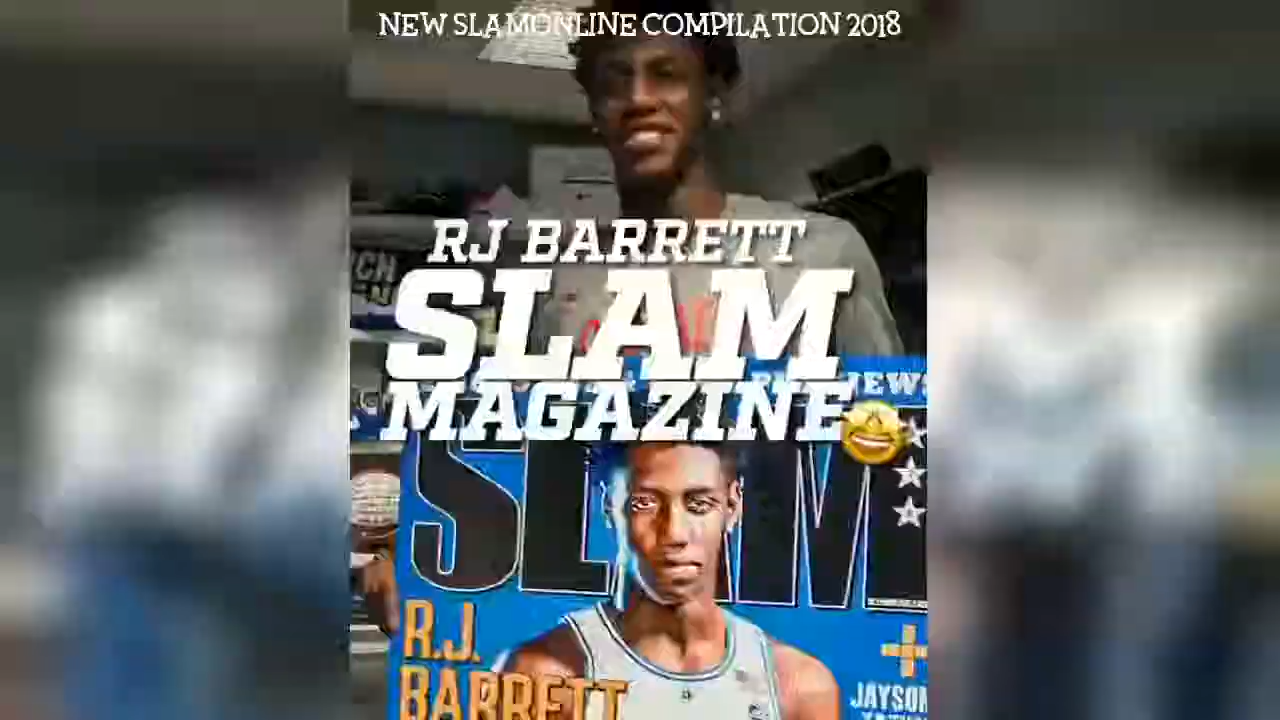 NEW SLAMONLINE COMPILATION 2018
RJ BARRETT
SLAM
MAGAZINE
SLAM
R.J.
BARRETT
+
JAYSON